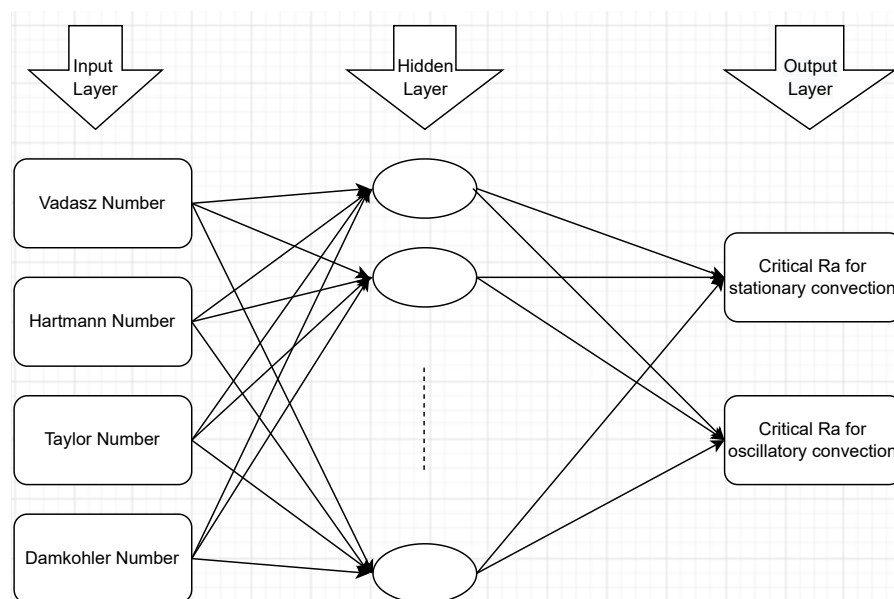 Input
Layer
Hidden
Layer
Output
Layer
Vadasz Number
Hartmann Number
Taylor Number
Damkohler Number
Critical Ra for
stationary convection
Critical Ra for
oscillatory convection